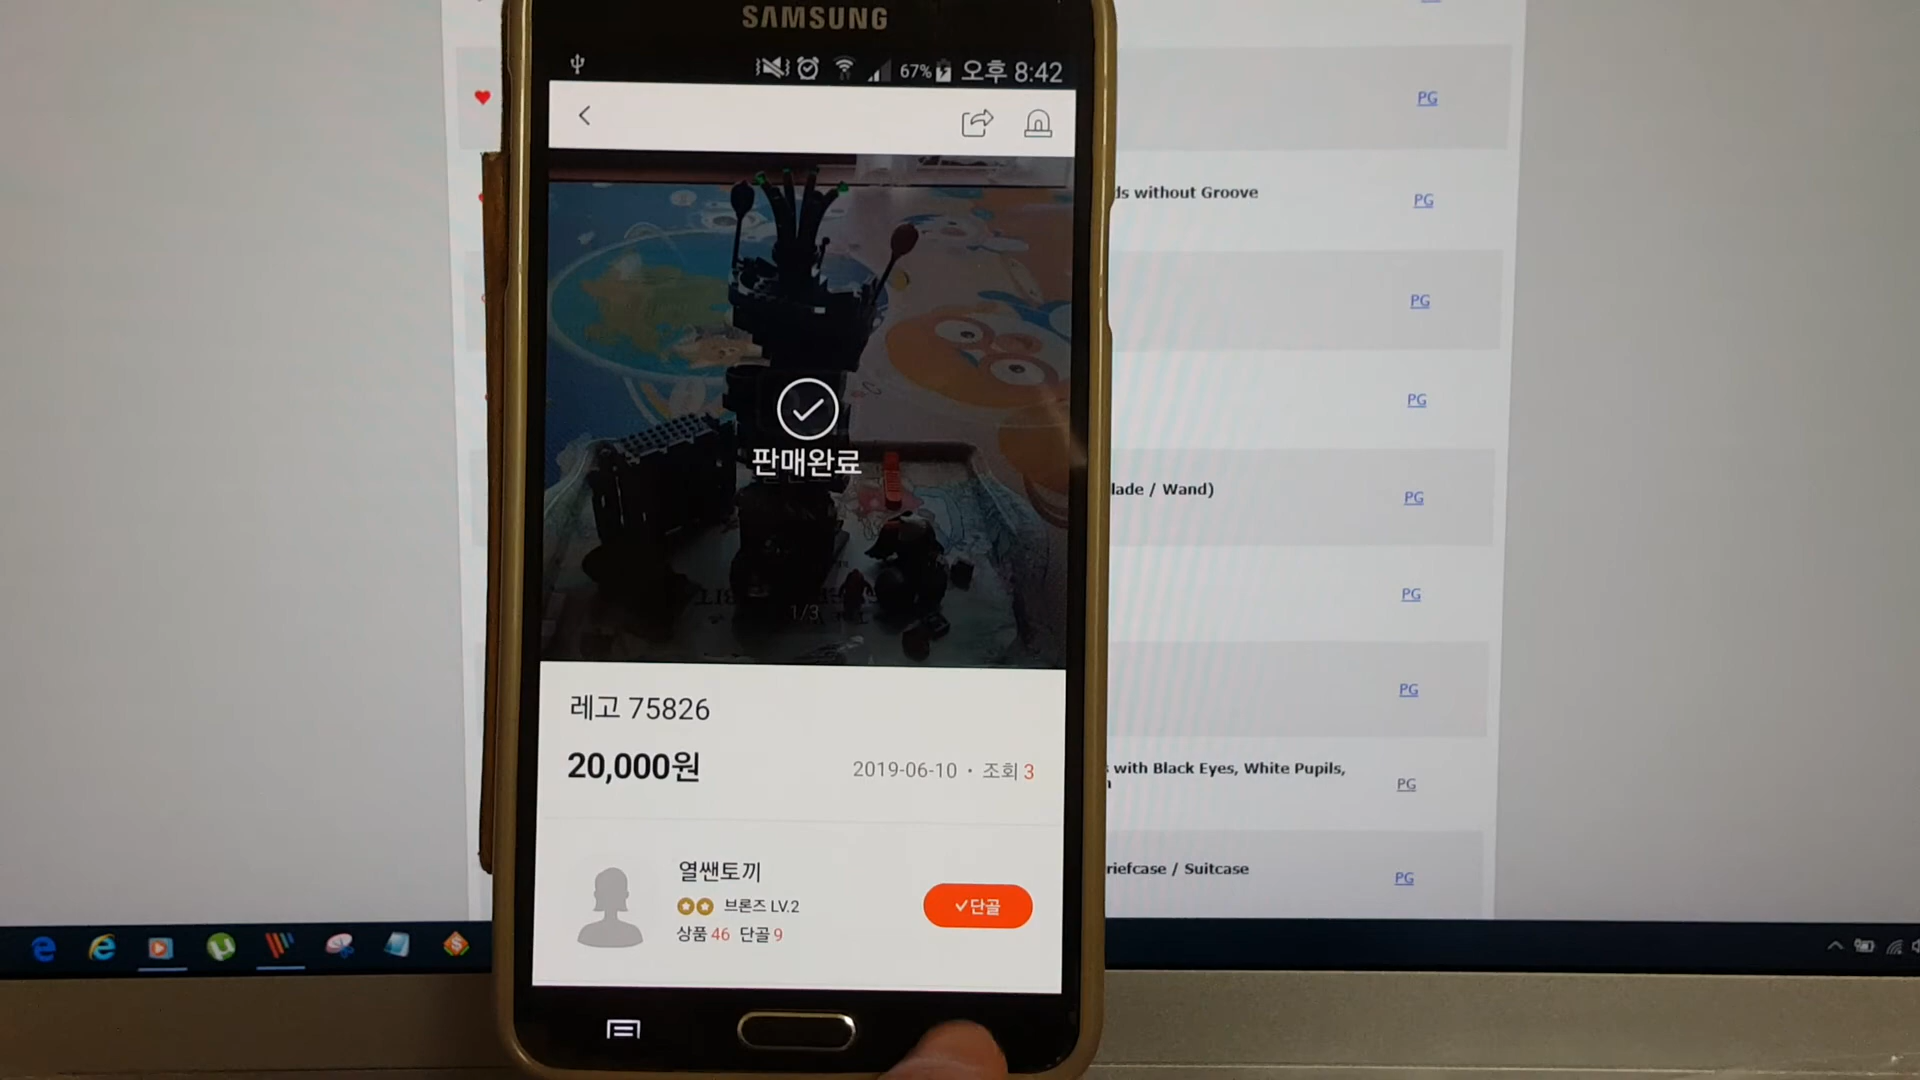 SAMSUNG
67% 오후 8:42
판매완료
1/3
레고 75826
20,000원
2019-06-10 · 조회 3
열쌘토끼
브론즈 LV.2
✓단골
상품 46 단골 9
PG
without Groove
PG
PG
PG
/ Wand)
PG
PG
PG
with Black Eyes, White Pupils,
PG
/ Suitcase
PG